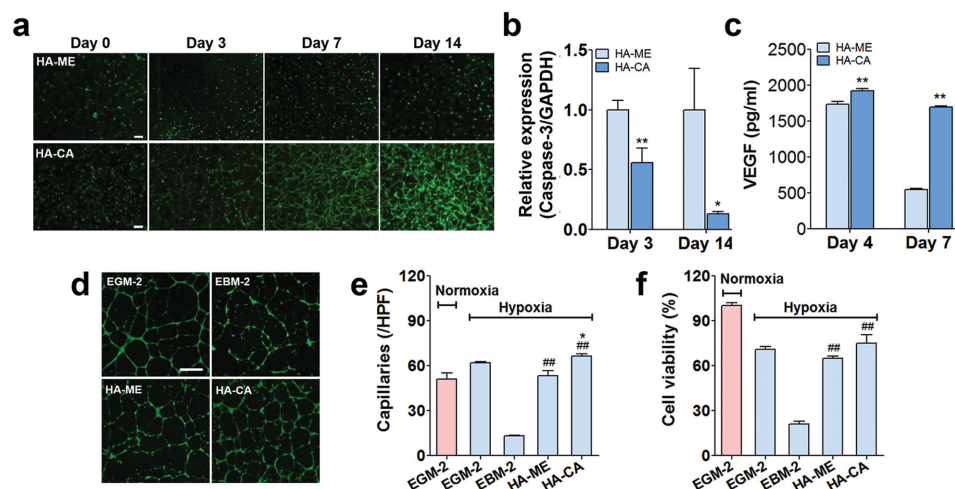 a
Day 0 Day 3 Day 7 Day 14
HA-ME
HA-CA
b
Relative expression
(Caspase-3/GAPDH)
1.5
1.0
0.5
0.0
HA-ME
HA-CA
**
*
Day 3 Day 14
c
VEGF (pg/ml)
2500
2000
1500
1000
500
0
HA-ME
HA-CA
**
**
Day 4 Day 7
d
EGM-2 EBM-2
HA-ME HA-CA
e
Capillaries (/HPF)
120
90
60
30
0
Normoxia
Hypoxia
##
*
##
EGM-2 EGM-2 EBM-2 HA-ME HA-CA
f
Cell viability (%)
120
90
60
30
0
Normoxia
Hypoxia
##
##
EGM-2 EGM-2 EBM-2 HA-ME HA-CA